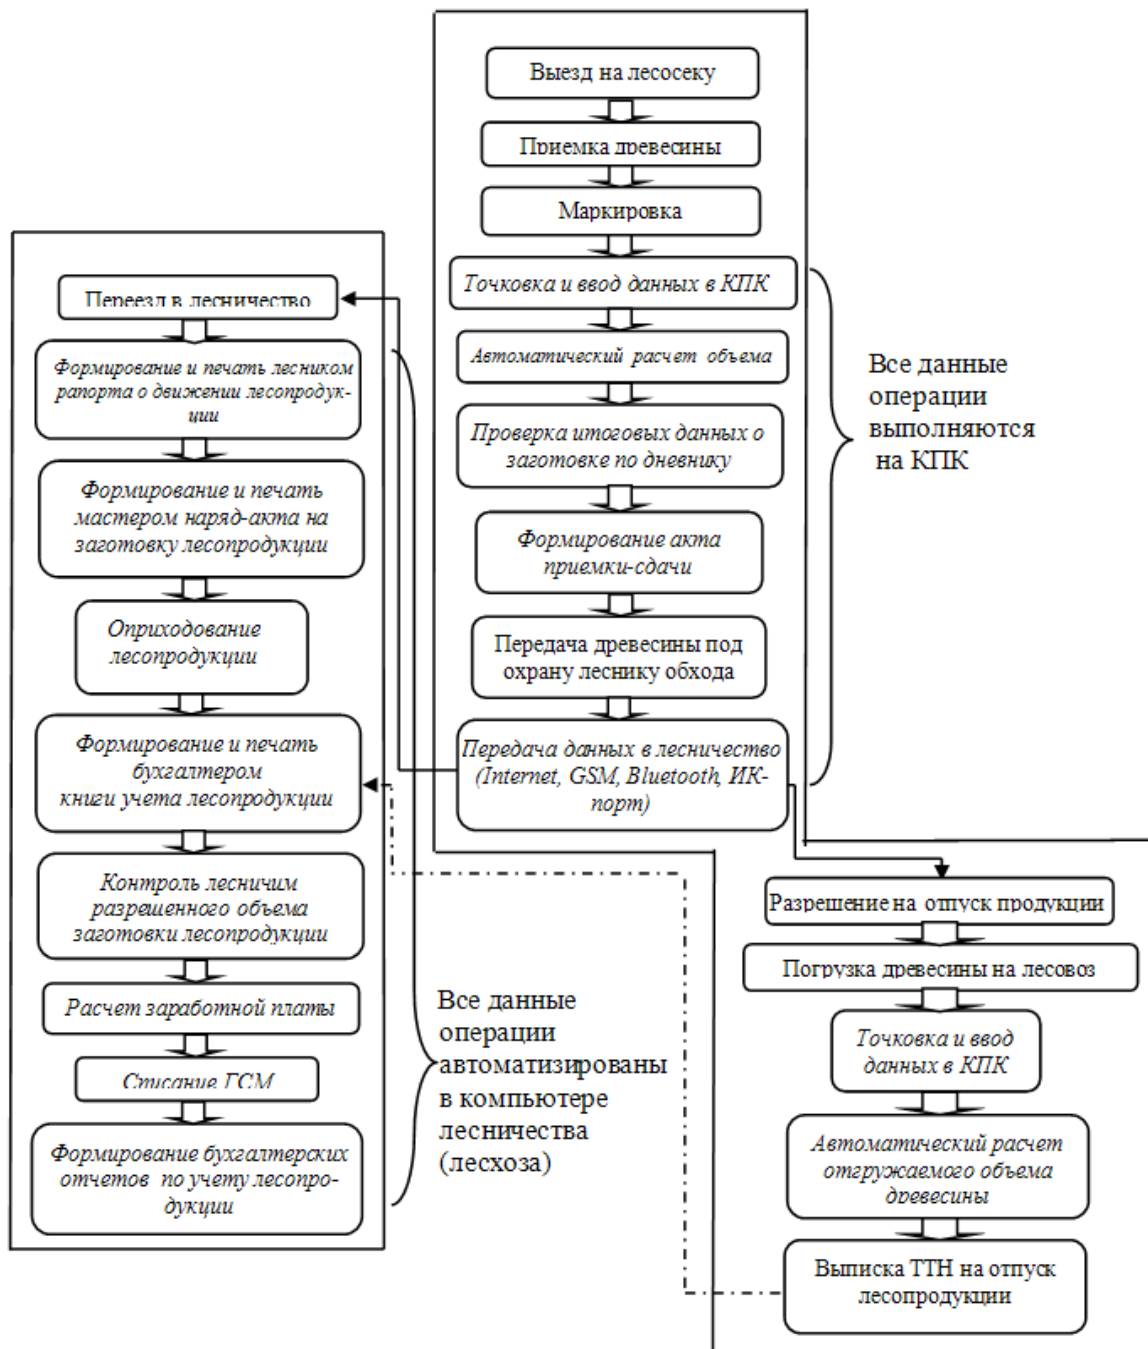 Выезд на лесосеку
Приемка древесины
Маркировка
Точковка и ввод данных в КПК
Автоматический расчет объема
Проверка итоговых данных о
заготовке по дневнику
Формирование акта
приемки-сдачи
Передача древесины под
охрану леснику обхода
Передача данных в лесничество
(Internet, GSM, Bluetooth, ИК-
порт)
Все данные
операции
выполняются
на КПК
Переезд в лесничество
Формирование и печать лесником
рапорта о движении лесопродук-
ции
Формирование и печать
мастером наряд-акта на
заготовку лесопродукции
Оприходование
лесопродукции
Формирование и печать
бухгалтером
книги учета лесопродукции
Контроль лесничим
разрешенного объема
заготовки лесопродукции
Расчет заработной платы
Списание ГСМ
Формирование бухгалтерских
отчетов по учету лесопро-
дукции
Все данные
операции
автоматизированы
в компьютере
лесничества
(лесхоза)
Разрешение на отпуск продукции
Погрузка древесины на лесовоз
Точковка и ввод
данных в КПК
Автоматический расчет
отгружаемого объема
древесины
Выписка ТТН на отпуск
лесопродукции